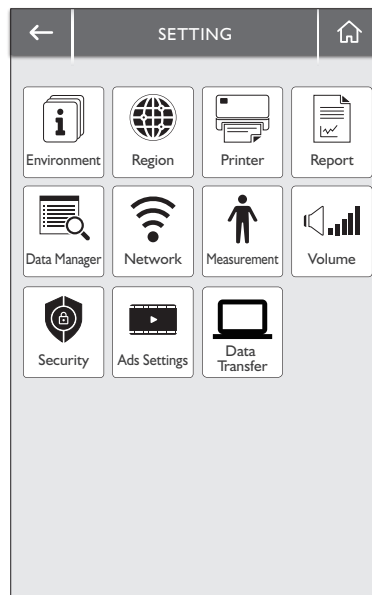 SETTING
Environment
Region
Printer
Report
Data Manager
Network
Measurement
Volume
Security
Ads Settings
Data
Transfer